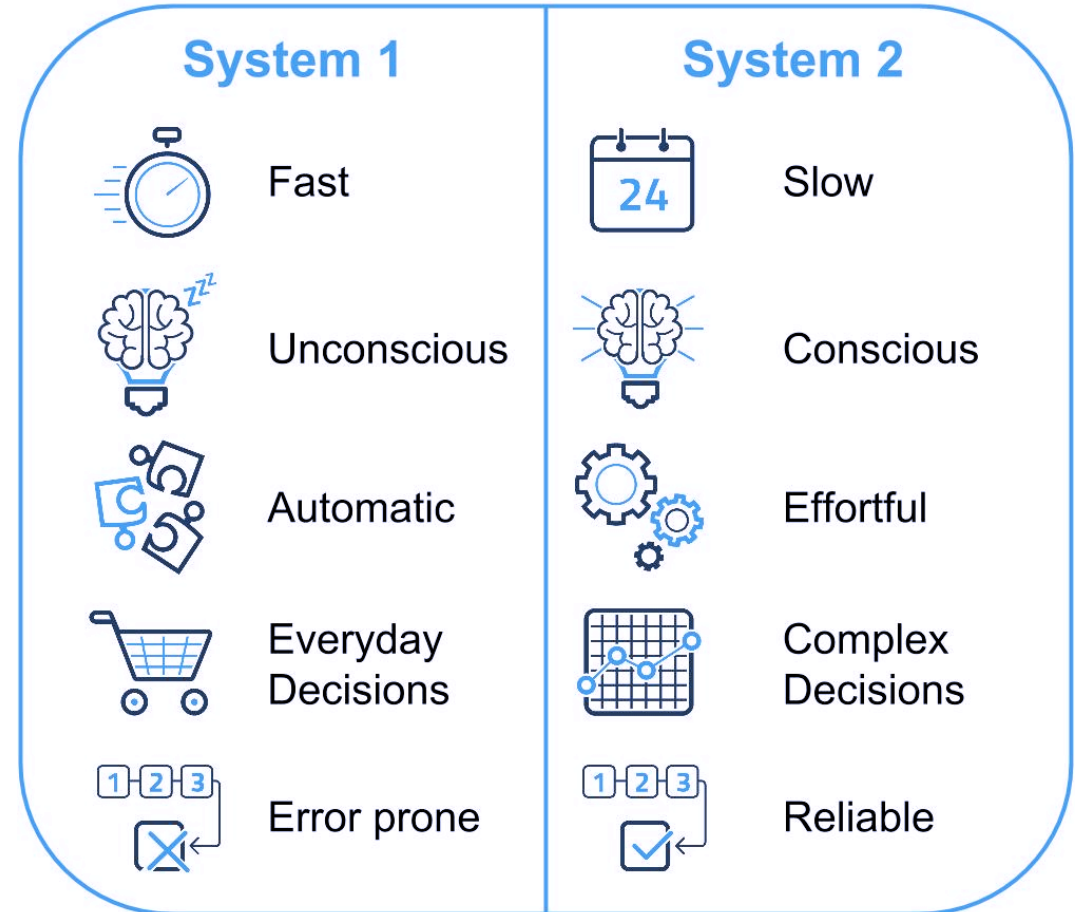 System 1
Fast
Unconscious
zzz
Automatic
Everyday
Decisions
1 2 3
Error prone
System 2
24
Slow
Conscious
Effortful
Complex
Decisions
1 2 3
Reliable